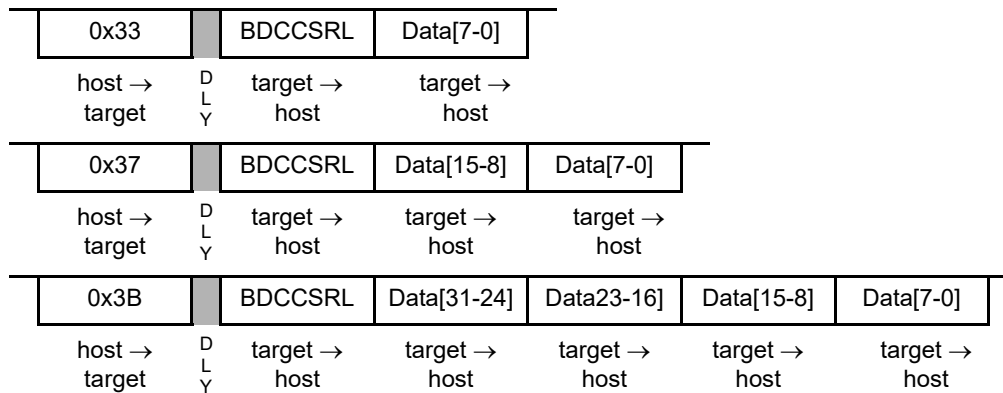 0x33 BDCCSRL Data[7-0]
host → D target → target →
L
target Y host host
0x37 BDCCSRL Data[15-8] Data[7-0]
host → D target → target → target →
L
target Y host host host
0x3B BDCCSRL Data[31-24] Data23-16] Data[15-8] Data[7-0]
host → D target → target → target → target → target →
L
target Y host host host host host